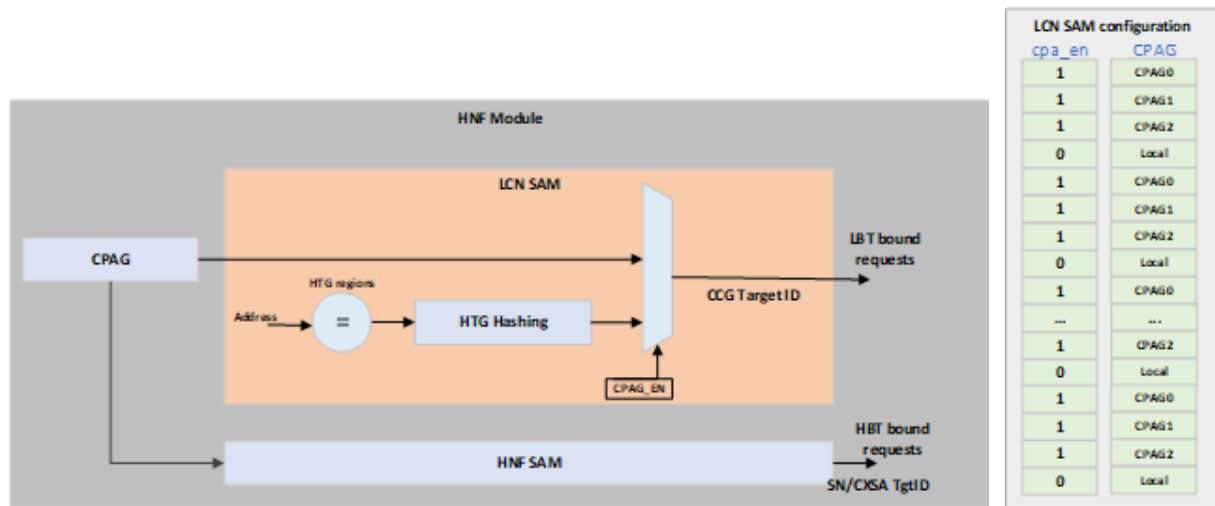 HNF Module
LCN SAM
CPAG
HTG regions
Address
=
HTG Hashing
CPAG_EN
LBT bound
requests
CCG Target ID
HNF SAM
HBT bound
requests
SN/CXSA TgtID
LCN SAM configuration
cpa_en CPAG
1 CPAG0
1 CPAG1
1 CPAG2
0 Local
1 CPAG0
1 CPAG1
1 CPAG2
0 Local
1 CPAG0
... ...
1 CPAG2
0 Local
1 CPAG0
1 CPAG1
1 CPAG2
0 Local